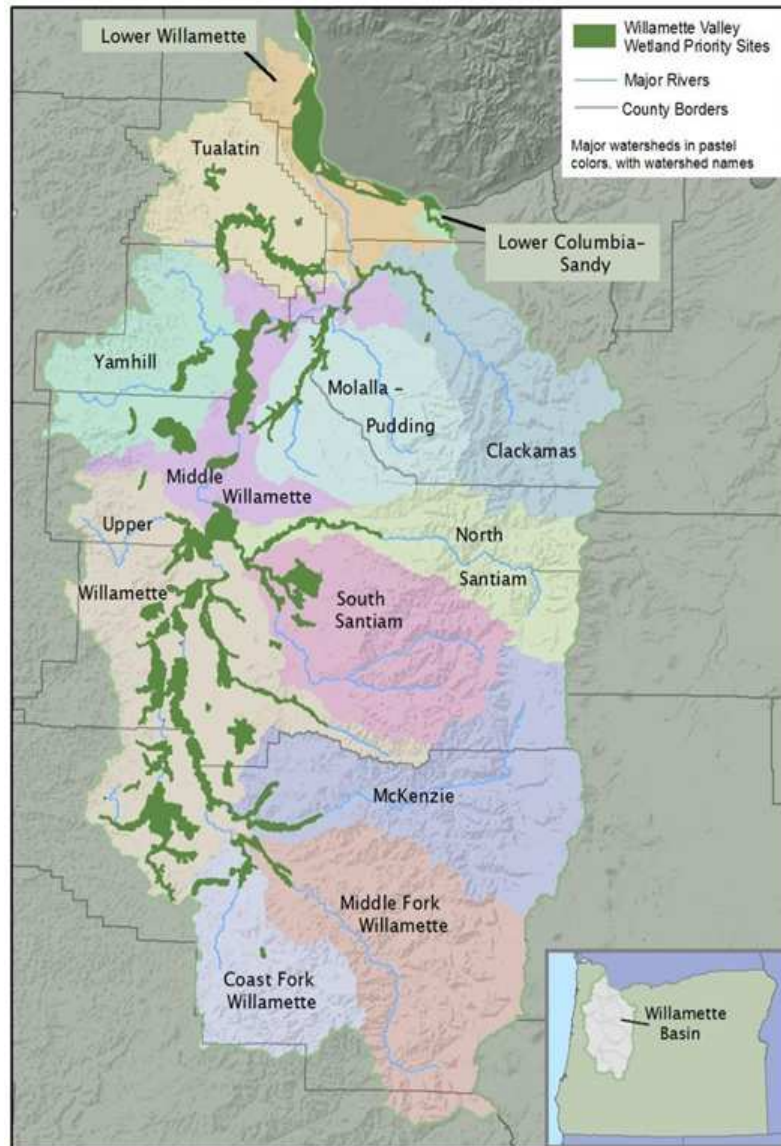 Lower Willamette
Willamette Valley
Wetland Priority Sites
Major Rivers
County Borders
Major watersheds in pastel
colors, with watershed names
Tualatin
Lower Columbia–
Sandy
Yamhill
Molalla –
Pudding
Clackamas
Middle
Willamette
Upper
Willamette
North
Santiam
South
Santiam
McKenzie
Middle Fork
Willamette
Coast Fork
Willamette
Willamette
Basin